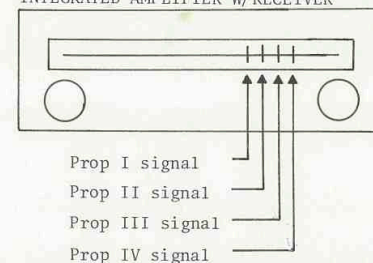 INTEGRATED AMPLIFIER W/RECEIVER
Prop I signal
Prop II signal
Prop III signal
Prop IV signal